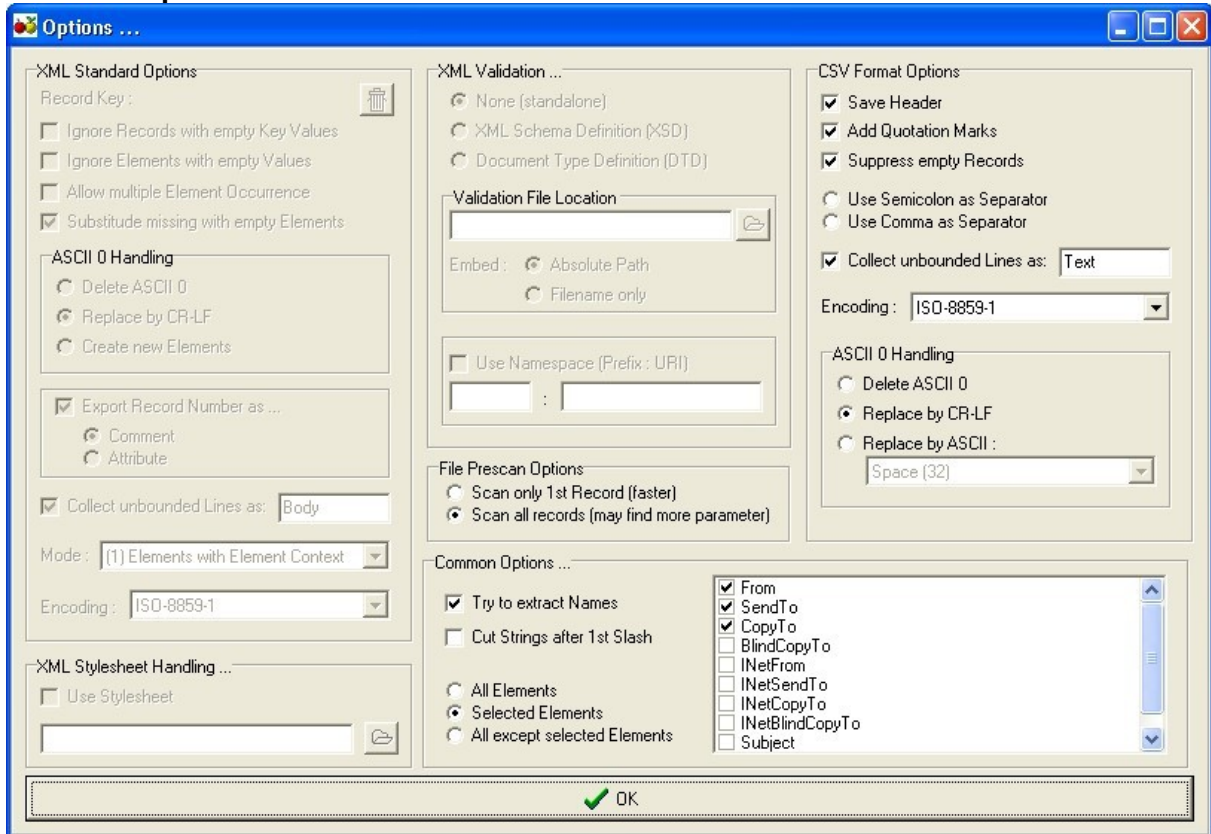 Options ...
XML Standard Options
Record Key :
Ignore Records with empty Key Values
Ignore Elements with empty Values
Allow multiple Element Occurrence
Substitude missing with empty Elements
ASCII 0 Handling
Delete ASCII 0
Replace by CR-LF
Create new Elements
Export Record Number as ...
Comment
Attribute
Collect unbounded Lines as: Body
Mode : (1) Elements with Element Context
Encoding : ISO-8859-1
XML Stylesheet Handling ...
Use Stylesheet
XML Validation ...
None (standalone)
XML Schema Definition (XSD)
Document Type Definition (DTD)
Validation File Location
Embed : Absolute Path
Filename only
Use Namespace (Prefix : URI)
:
File Prescan Options
Scan only 1st Record (faster)
Scan all records (may find more parameter)
CSV Format Options
Save Header
Add Quotation Marks
Suppress empty Records
Use Semicolon as Separator
Use Comma as Separator
Collect unbounded Lines as: Text
Encoding : ISO-8859-1
ASCII 0 Handling
Delete ASCII 0
Replace by CR-LF
Replace by ASCII :
Space (32)
Common Options ...
Try to extract Names
Cut Strings after 1st Slash
All Elements
Selected Elements
All except selected Elements
From
SendTo
CopyTo
BlindCopyTo
INetFrom
INetSendTo
INetCopyTo
INetBlindCopyTo
Subject
OK